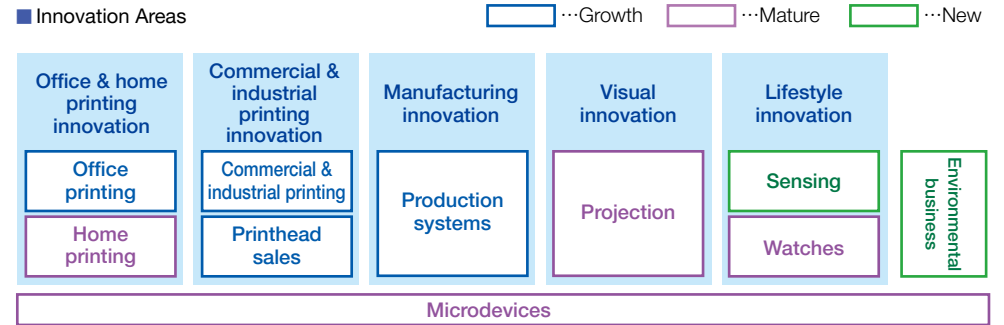 Innovation Areas
…Growth
…Mature
…New
Office & home
printing
innovation
Commercial &
industrial
printing
innovation
Manufacturing
innovation
Visual
innovation
Lifestyle
innovation
Office
printing
Home
printing
Commercial &
industrial printing
Printhead
sales
Production
systems
Projection
Sensing
Watches
Environmental
business
Microdevices